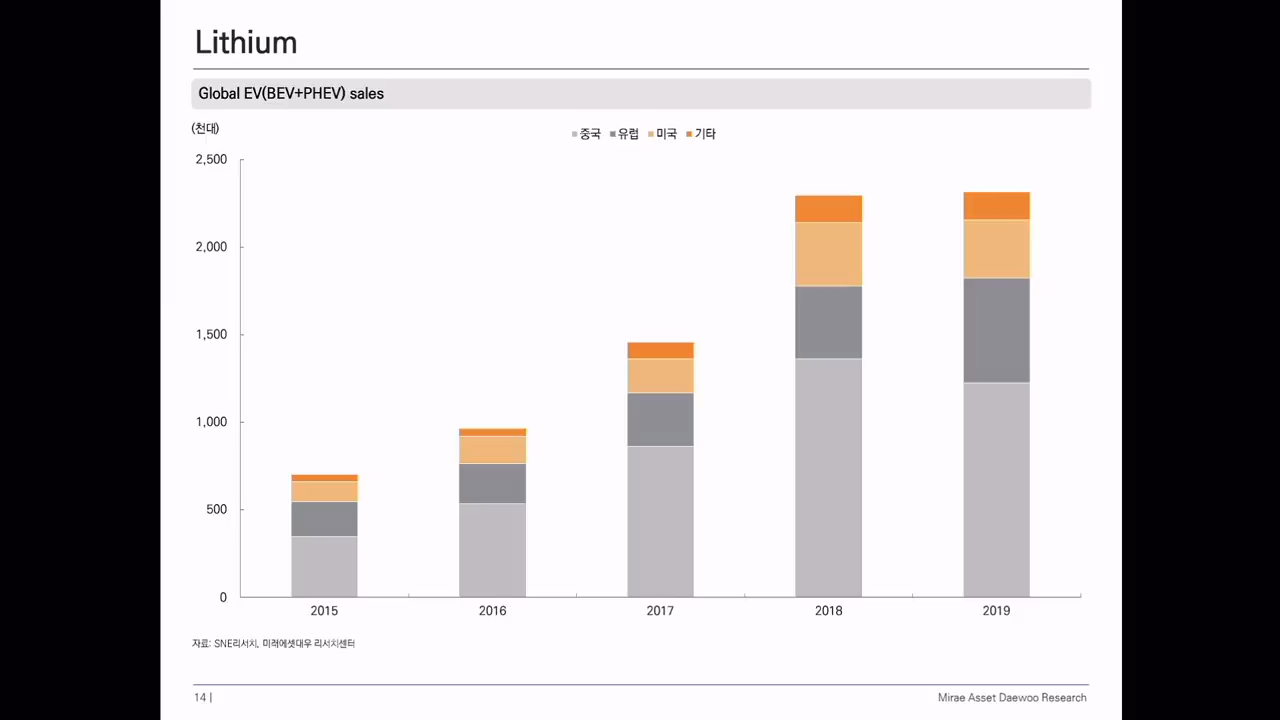 Lithium
Global EV(BEV+PHEV) sales
(천대)
중국 유럽 미국 기타
2,500
2,000
1,500
1,000
500
0
2015 2016 2017 2018 2019
자료: SNE리서치, 미래에셋대우 리서치센터
14 |
Mirae Asset Daewoo Research